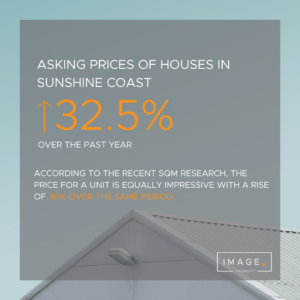 ASKING PRICES OF HOUSES IN
SUNSHINE COAST
↑32.5%
OVER THE PAST YEAR
ACCORDING TO THE RECENT SQM RESEARCH, THE
PRICE FOR A UNIT IS EQUALLY IMPRESSIVE WITH A RISE
OF 30% OVER THE SAME PERIOD.
IMAGE.
PROPERTY